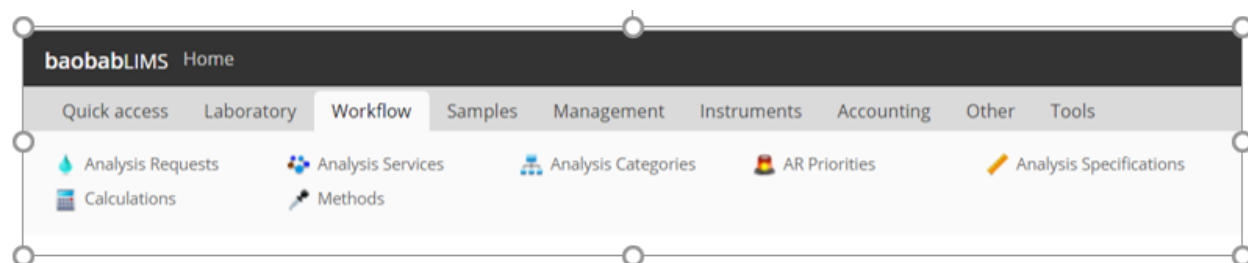 baobabLIMS Home
Quick access Laboratory Workflow Samples Management Instruments Accounting Other Tools
Analysis Requests Analysis Services Analysis Categories AR Priorities Analysis Specifications
Calculations Methods